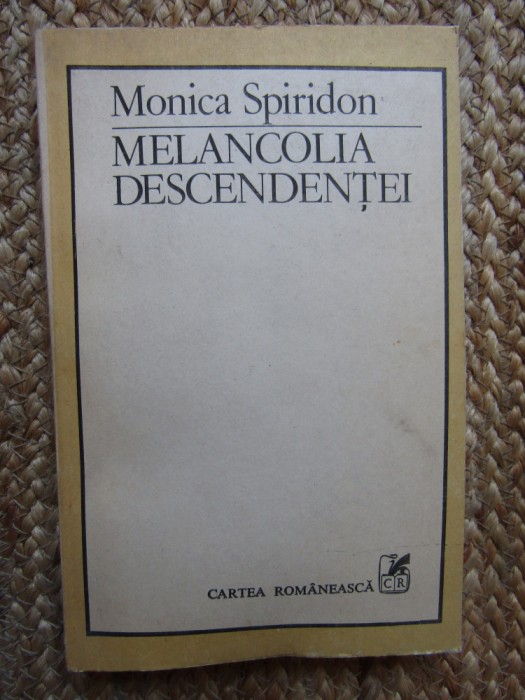 Monica Spiridon
MELANCOLIA
DESCENDENȚEI
CARTEA ROMÂNEASCĂ
CR